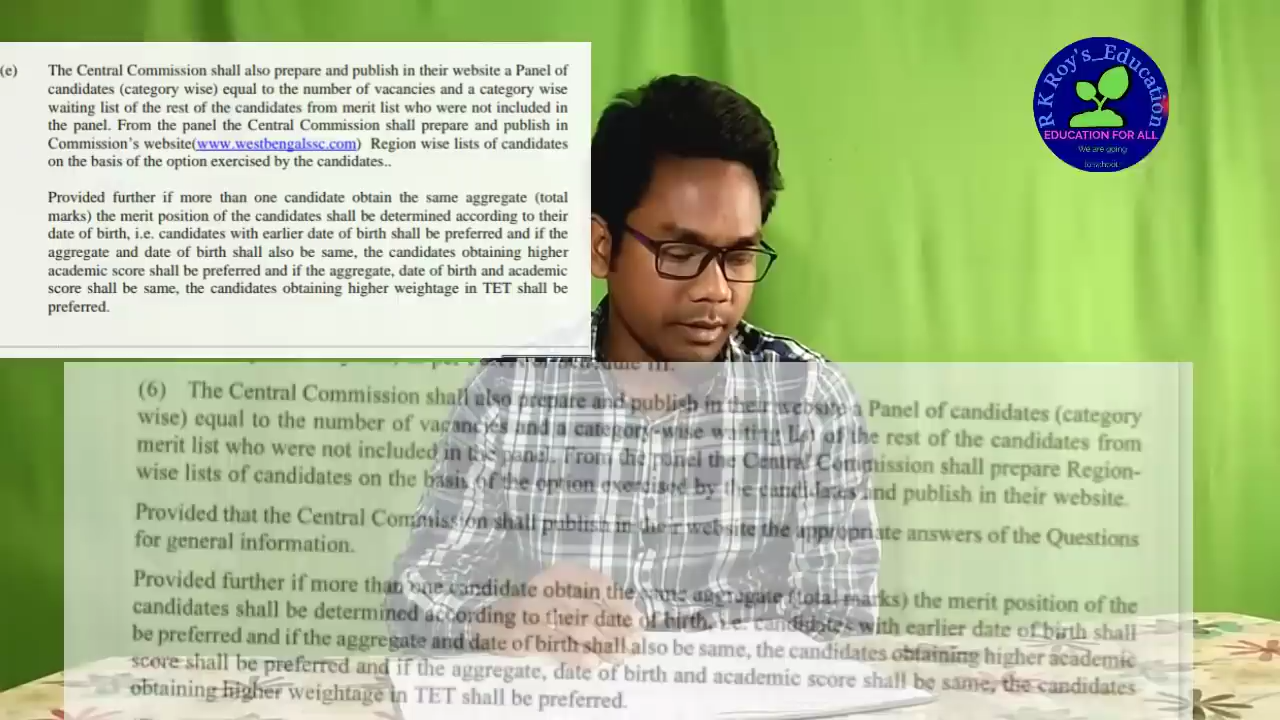 (e) The Central Commission shall also prepare and publish in their website a Panel of
candidates (category wise) equal to the number of vacancies and a category wise
waiting list of the rest of the candidates from merit list who were not included in
the panel. From the panel the Central Commission shall prepare and publish in
Commission's website(www.westbengalssc.com) Region wise lists of candidates
on the basis of the option exercised by the candidates..
Provided further if more than one candidate obtain the same aggregate (total
marks) the merit position of the candidates shall be determined according to their
date of birth, i.e. candidates with earlier date of birth shall be preferred and if the
aggregate and date of birth shall also be same, the candidates obtaining higher
academic score shall be preferred and if the aggregate, date of birth and academic
score shall be same, the candidates obtaining higher weightage in TET shall be
preferred.
R K Roy's_Education
EDUCATION FOR ALL
We are going
to school
III.
(6) The Central Commission shall also prepare and publish in their website a Panel of candidates (category
wise) equal to the number of vacancies and a category-wise waiting list of the rest of the candidates from
merit list who were not included in the panel. From the panel the Central Commission shall prepare Region-
wise lists of candidates on the basis of the option exercised by the candidates and publish in their website.
Provided that the Central Commission shall publish in their website the appropriate answers of the Questions
for general information.
Provided further if more than one candidate obtain the same aggregate (total marks) the merit position of the
candidates shall be determined according to their date of birth, i.e. candidates with earlier date of birth shall
be preferred and if the aggregate and date of birth shall also be same, the candidates obtaining higher academic
score shall be preferred and if the aggregate, date of birth and academic score shall be same, the candidates
obtaining higher weightage in TET shall be preferred.